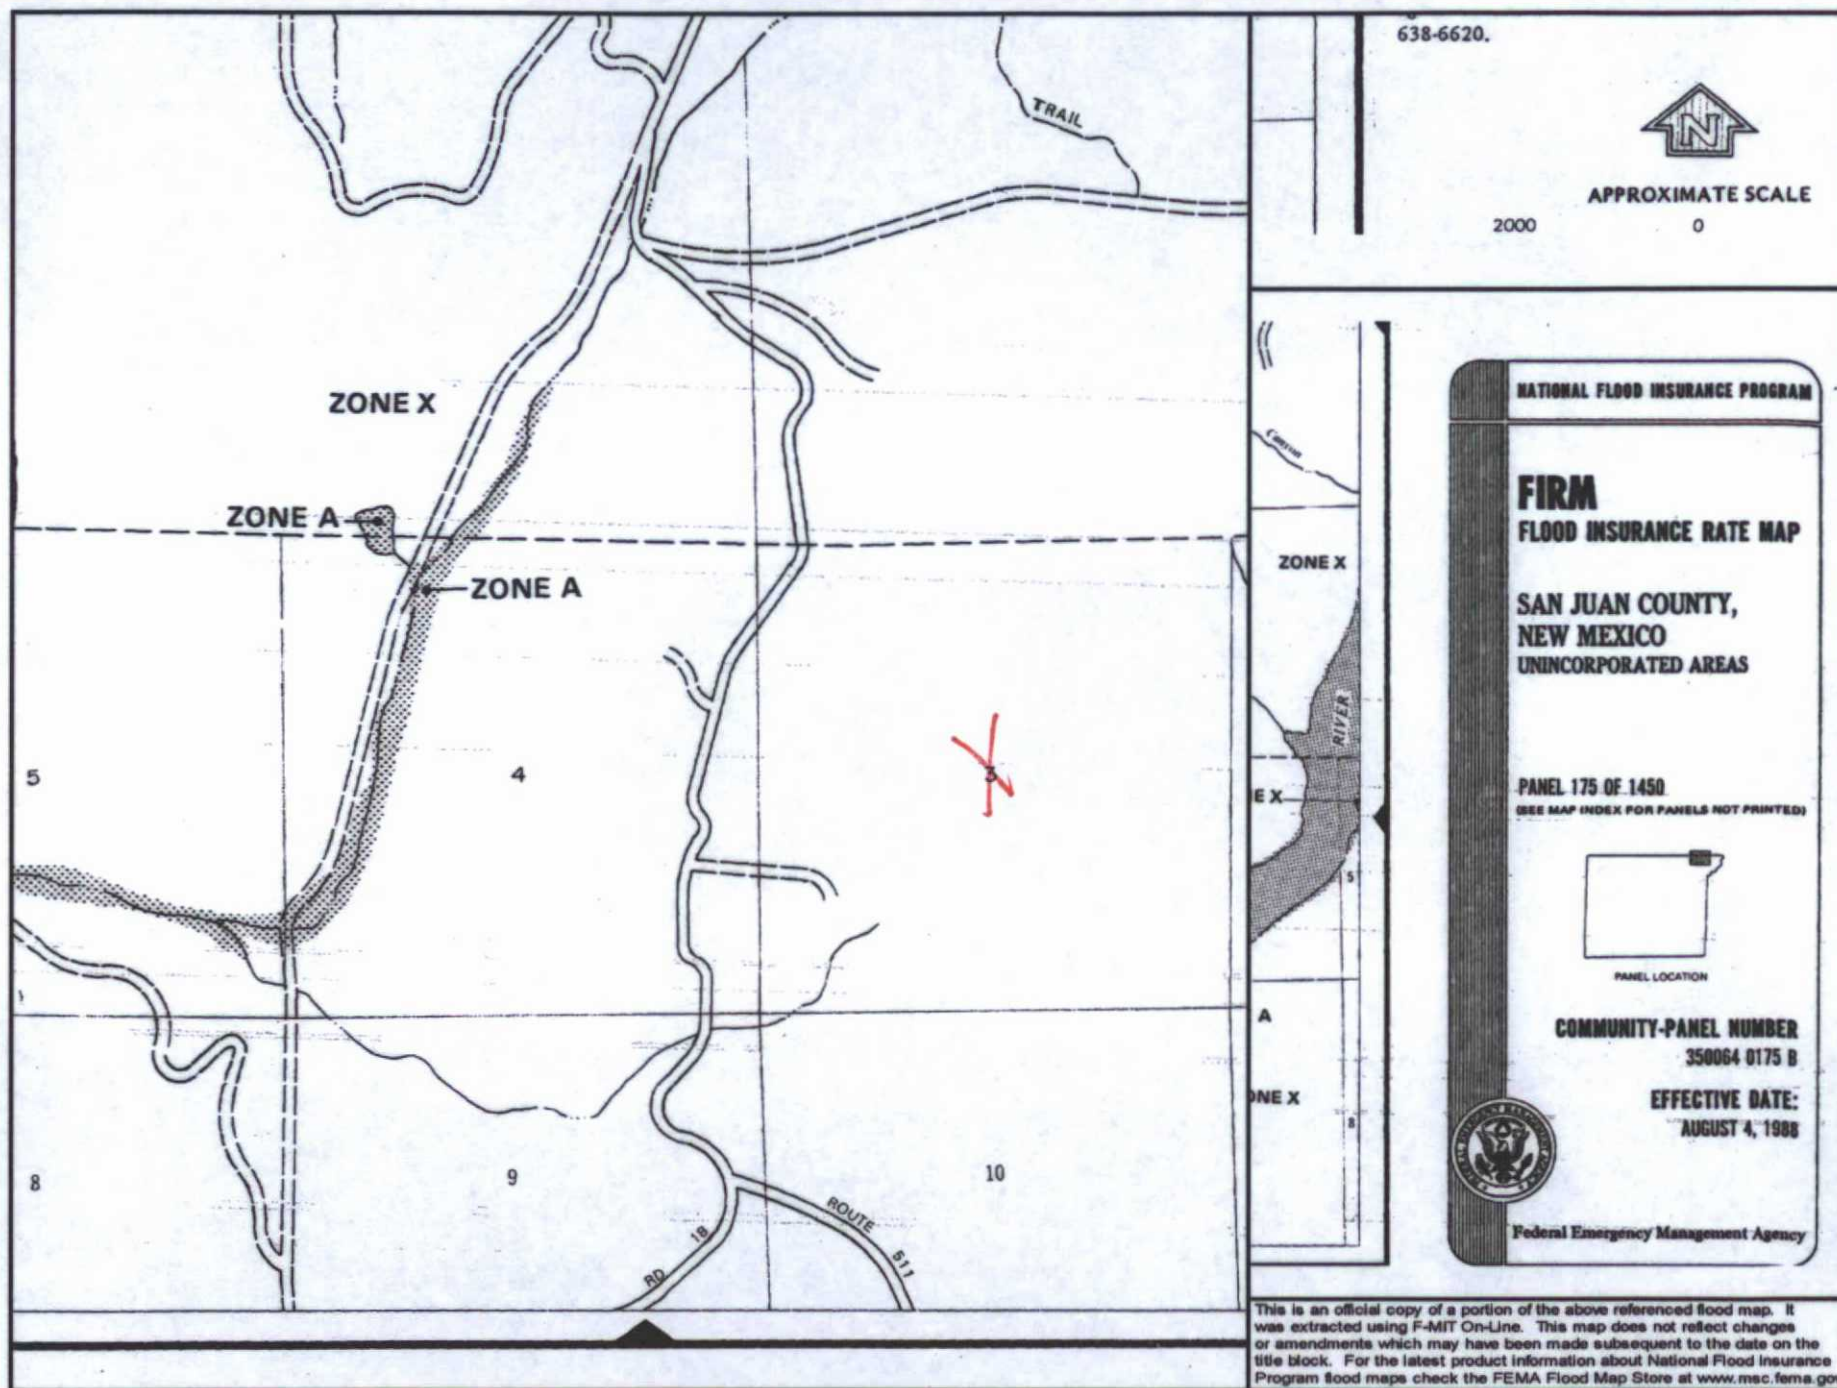 638-6620.
N
APPROXIMATE SCALE
2000 0
TRAIL
ZONE X
ZONE A
ZONE A
5
4
3
8
9
10
ROUTE 511
RD 18
ZONE X
RIVER
E X
5
A
ONE X
8
NATIONAL FLOOD INSURANCE PROGRAM
FIRM
FLOOD INSURANCE RATE MAP
SAN JUAN COUNTY,
NEW MEXICO
UNINCORPORATED AREAS
PANEL 175 OF 1450
(SEE MAP INDEX FOR PANELS NOT PRINTED)
PANEL LOCATION
COMMUNITY-PANEL NUMBER
350064 0175 B
EFFECTIVE DATE:
AUGUST 4, 1988
Federal Emergency Management Agency
This is an official copy of a portion of the above referenced flood map. It
was extracted using F-MIT On-Line. This map does not reflect changes
or amendments which may have been made subsequent to the date on the
title block. For the latest product information about National Flood Insurance
Program flood maps check the FEMA Flood Map Store at www.msc.fema.gov